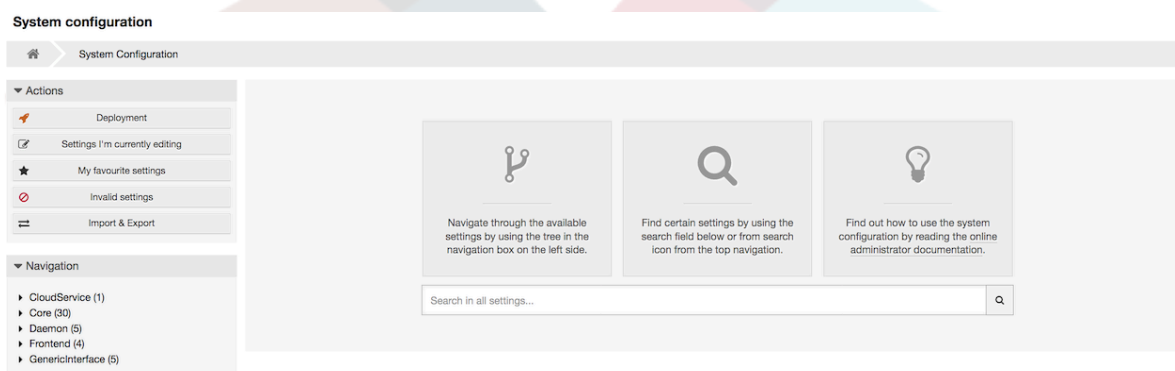 System configuration
System Configuration
Actions
Deployment
Settings I'm currently editing
My favourite settings
Invalid settings
Import & Export
Navigation
CloudService (1)
Core (30)
Daemon (5)
Frontend (4)
GenericInterface (5)
Navigate through the available
settings by using the tree in the
navigation box on the left side.
Find certain settings by using the
search field below or from search
icon from the top navigation.
Find out how to use the system
configuration by reading the online
administrator documentation.
Search in all settings...